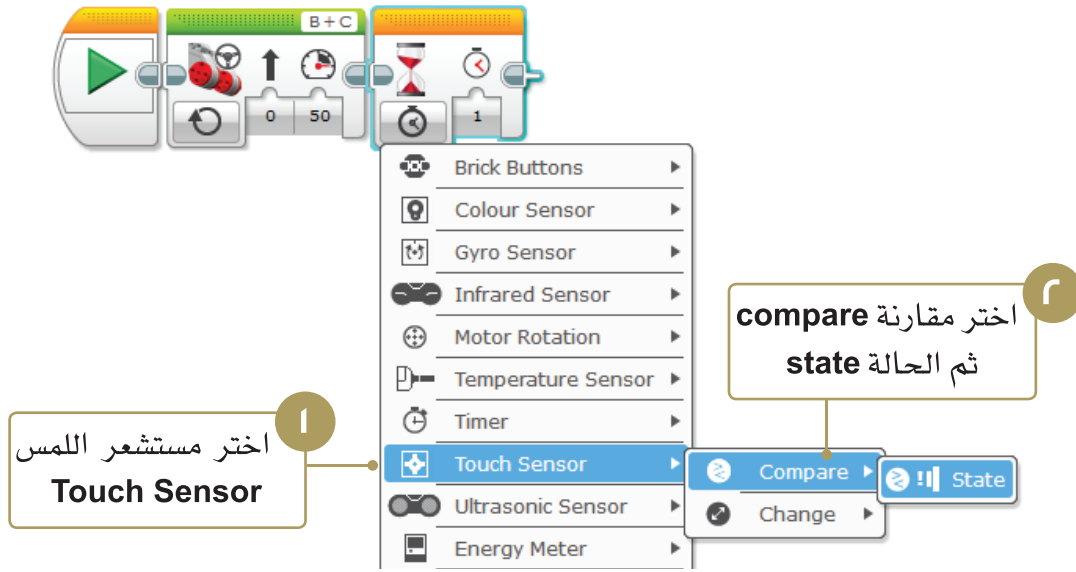 B+C
0 50
1
Brick Buttons
Colour Sensor
Gyro Sensor
Infrared Sensor
Motor Rotation
Temperature Sensor
Timer
Touch Sensor
Ultrasonic Sensor
Energy Meter
Compare
Change
State
١
اختر مستشعر اللمس
Touch Sensor
٢
اختر مقارنة compare
ثم الحالة state